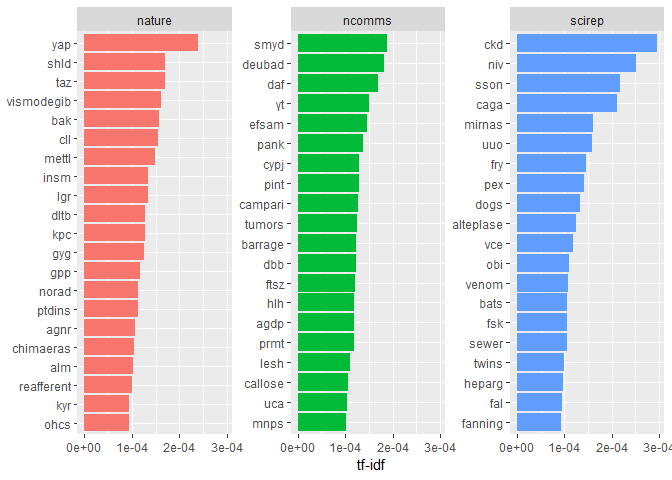 nature
yap
shld
taz
vismodegib
bak
cll
mettl
insm
lgr
dltb
kpc
gyg
gpp
norad
ptdins
agnr
chimaeras
alm
reafferent
kyr
ohcs
0e+00 1e-04 2e-04 3e-04
ncomms
smyd
deubad
daf
yt
efsam
pank
cypj
pint
campari
tumors
barrage
dbb
ftsz
hlh
agdp
prmt
lesh
callose
uca
mnps
0e+00 1e-04 2e-04 3e-04
scirep
ckd
niv
sson
caga
mirnas
uuo
fry
pex
dogs
alteplase
vce
obi
venom
bats
fsk
sewer
twins
heparg
fal
fanning
0e+00 1e-04 2e-04 3e-04
tf-idf